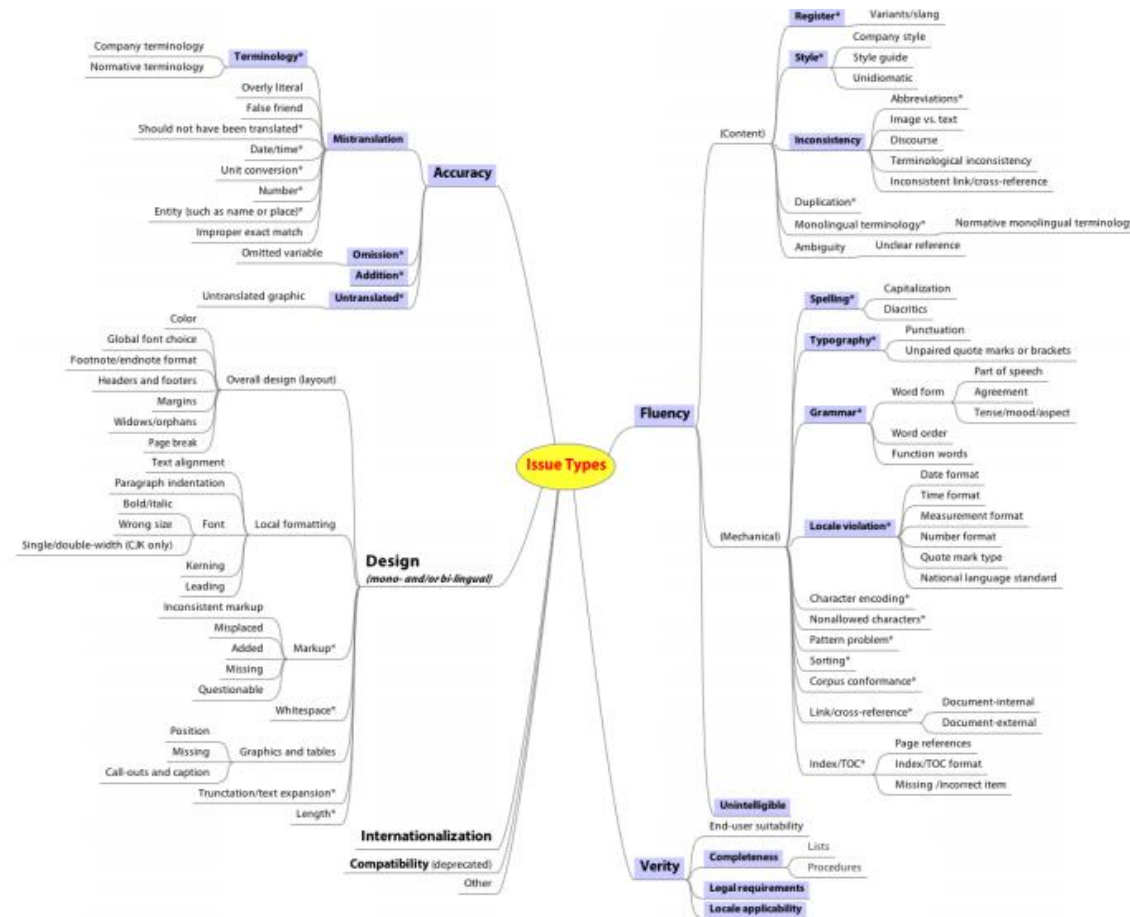 Issue Types
Accuracy
Terminology*
Company terminology
Normative terminology
Mistranslation
Overly literal
False friend
Should not have been translated*
Date/time*
Unit conversion*
Number*
Entity (such as name or place)*
Improper exact match
Omission*
Omitted variable
Addition*
Untranslated*
Untranslated graphic
Design
(mono- and/or bi-lingual)
Overall design (layout)
Color
Global font choice
Footnote/endnote format
Headers and footers
Margins
Widows/orphans
Page break
Local formatting
Text alignment
Paragraph indentation
Font
Bold/italic
Wrong size
Single/double-width (CJK only)
Kerning
Leading
Markup*
Inconsistent markup
Misplaced
Added
Missing
Questionable
Whitespace*
Graphics and tables
Position
Missing
Call-outs and caption
Trunctation/text expansion*
Length*
Internationalization
Compatibility (deprecated)
Other
Fluency
(Content)
Register*
Variants/slang
Style*
Company style
Style guide
Unidiomatic
Inconsistency
Abbreviations*
Image vs. text
Discourse
Terminological inconsistency
Inconsistent link/cross-reference
Duplication*
Monolingual terminology*
Normative monolingual terminology
Ambiguity
Unclear reference
(Mechanical)
Spelling*
Capitalization
Diacritics
Typography*
Punctuation
Unpaired quote marks or brackets
Grammar*
Word form
Part of speech
Agreement
Tense/mood/aspect
Word order
Function words
Locale violation*
Date format
Time format
Measurement format
Number format
Quote mark type
National language standard
Character encoding*
Nonallowed characters*
Pattern problem*
Sorting*
Corpus conformance*
Link/cross-reference*
Document-internal
Document-external
Index/TOC*
Page references
Index/TOC format
Missing /incorrect item
Unintelligible
Verity
End-user suitability
Completeness
Lists
Procedures
Legal requirements
Locale applicability